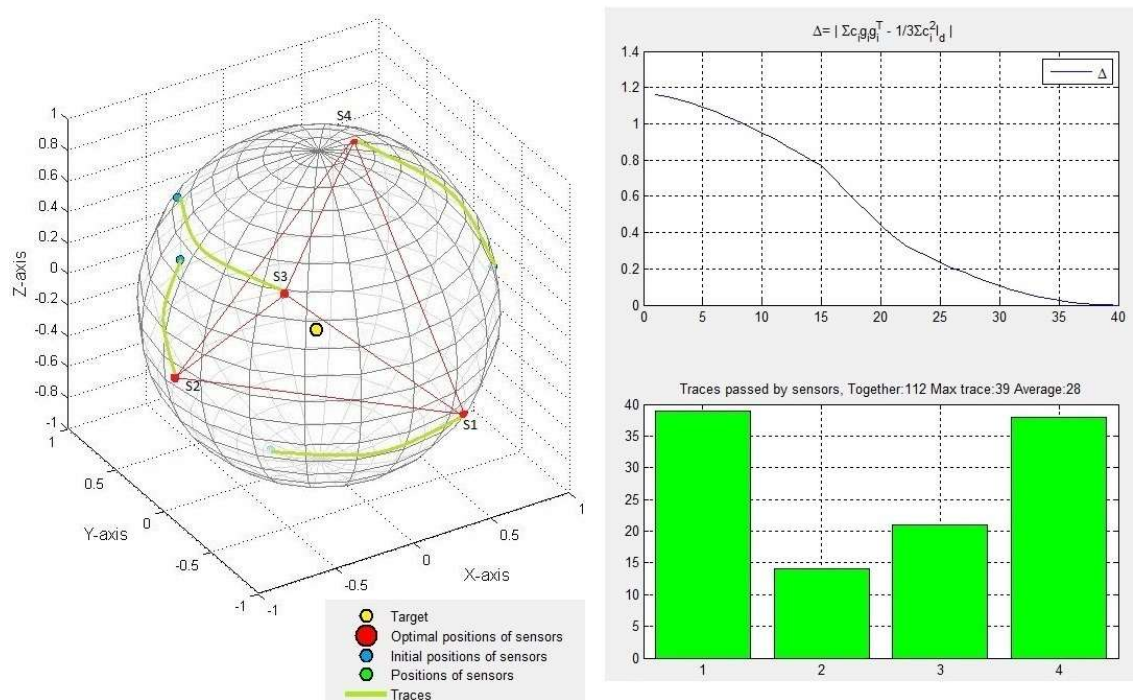 S4
S3
S2
S1
1
0.8
0.6
0.4
0.2
0
-0.2
-0.4
-0.6
-0.8
-1
Z-axis
1
0.5
0
-0.5
-1
Y-axis
-1
-0.5
0
0.5
1
X-axis
Target
Optimal positions of sensors
Initial positions of sensors
Positions of sensors
Traces
Δ= | Σc_i g_i g_i^T - 1/3Σc_i^2 I_d |
Δ
1.4
1.2
1
0.8
0.6
0.4
0.2
0
0 5 10 15 20 25 30 35 40
Traces passed by sensors, Together:112 Max trace:39 Average:28
40
35
30
25
20
15
10
5
0
1 2 3 4